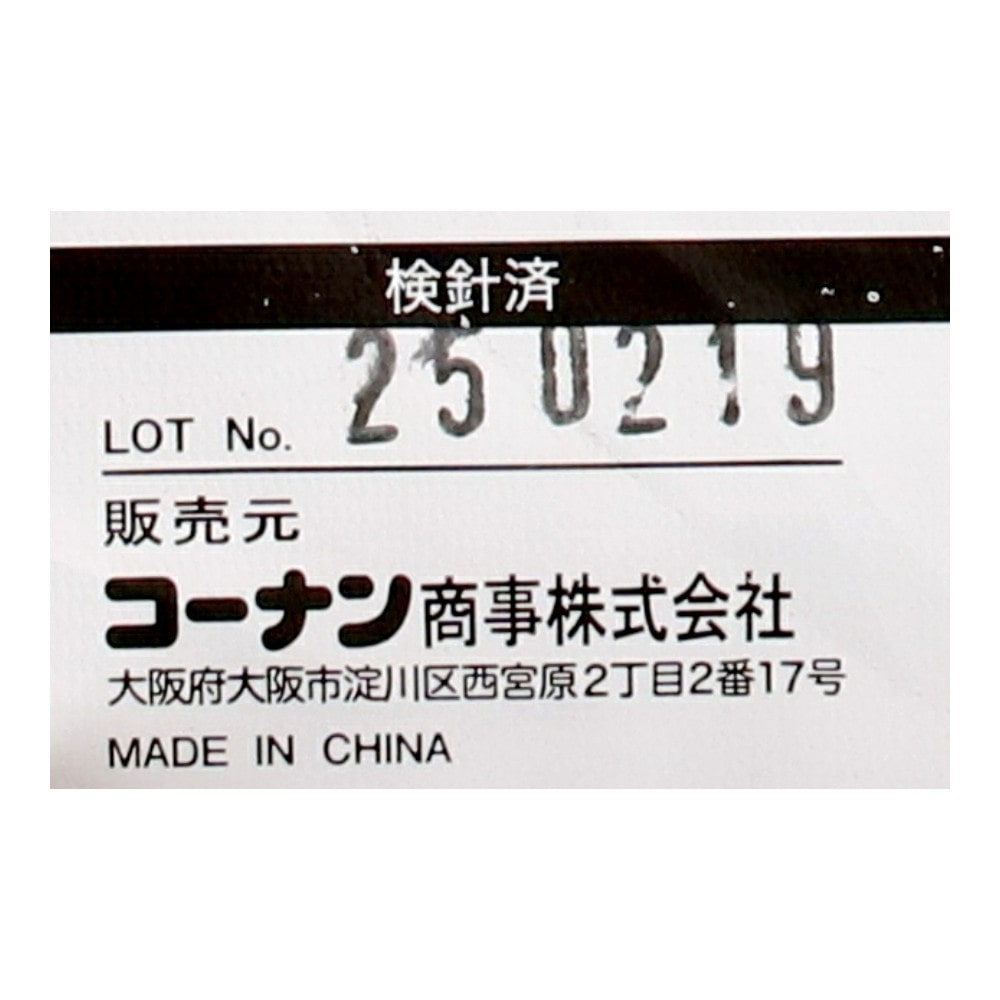 検針済
LOT No. 250219
販売元
コーナン商事株式会社
大阪府大阪市淀川区西宮原2丁目2番17号
MADE IN CHINA